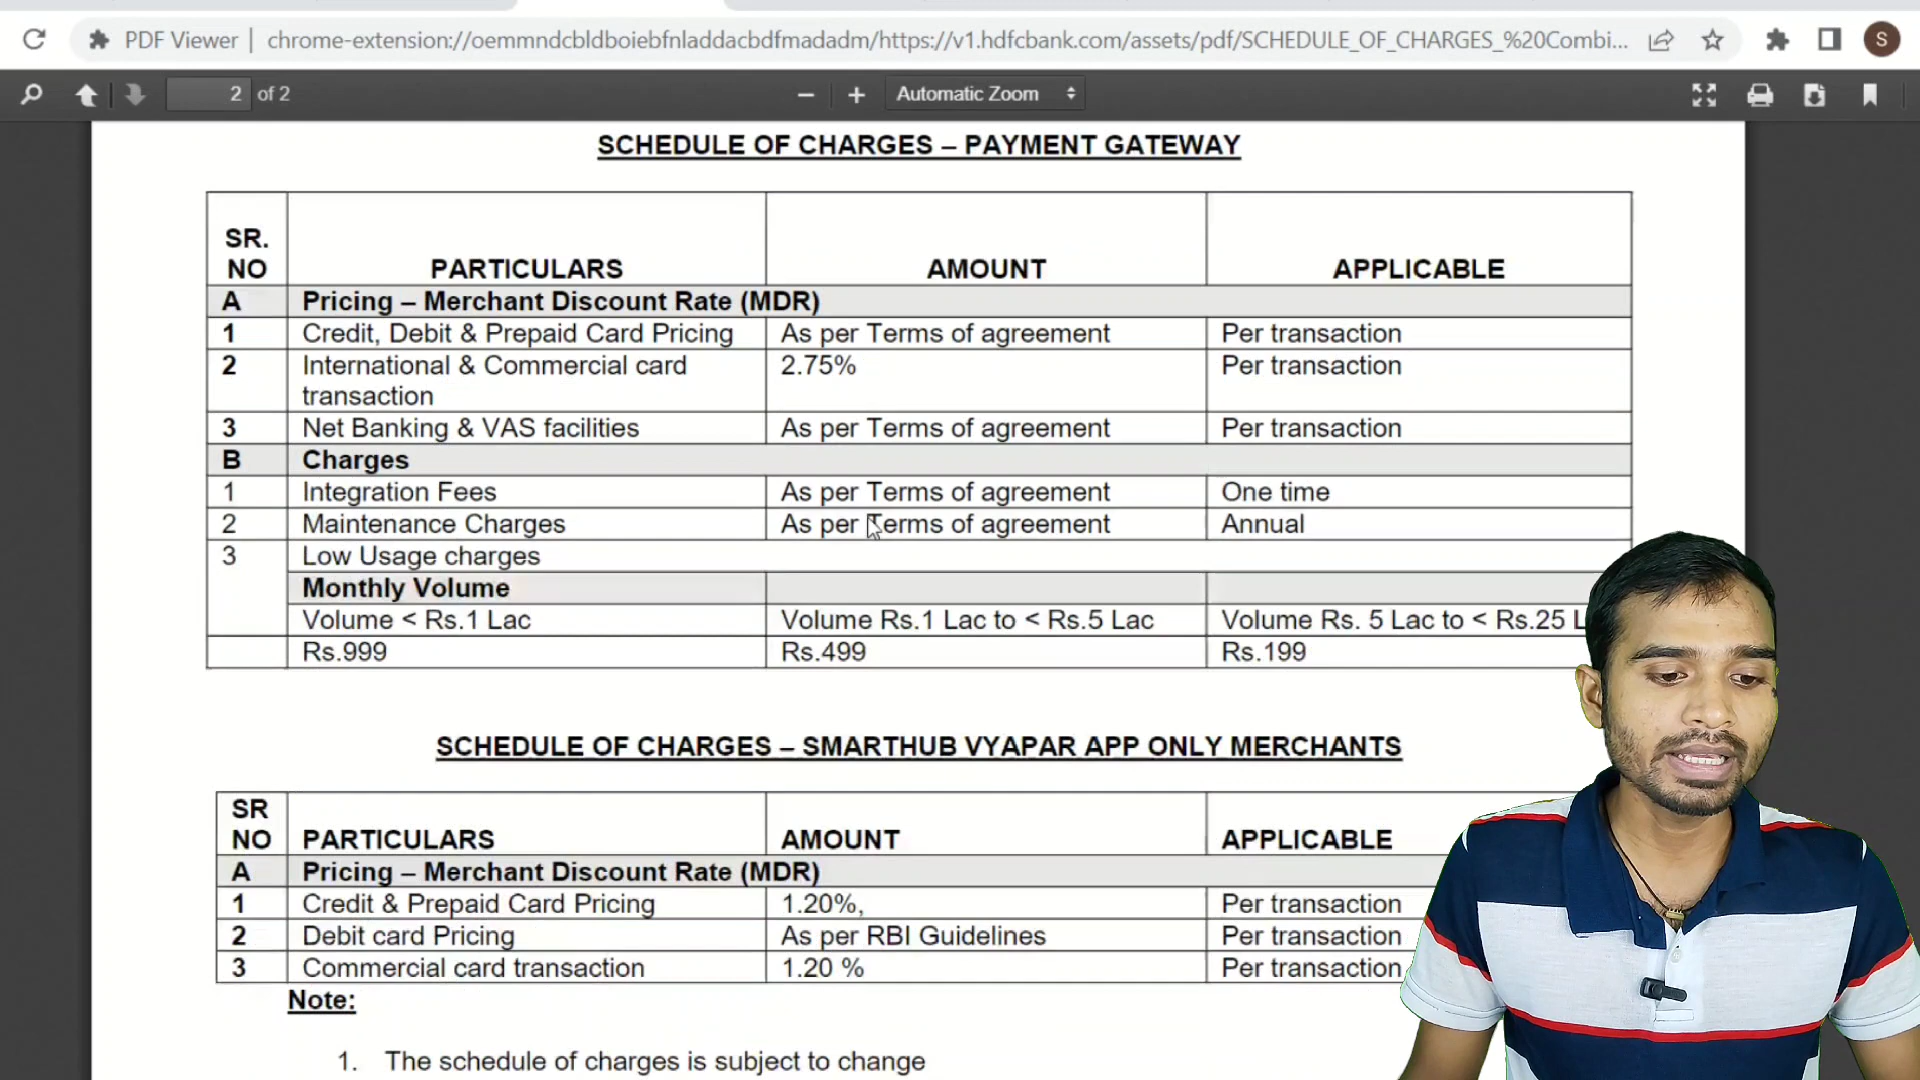 PDF Viewer | chrome-extension://oemmndcbldboiebfnladdacbdfmadadm/https://v1.hdfcbank.com/assets/pdf/SCHEDULE_OF_CHARGES_%20Combi...
S
2 of 2
Automatic Zoom
SCHEDULE OF CHARGES – PAYMENT GATEWAY
SR. NO PARTICULARS AMOUNT APPLICABLE
A Pricing – Merchant Discount Rate (MDR)
1 Credit, Debit & Prepaid Card Pricing As per Terms of agreement Per transaction
2 International & Commercial card 2.75% Per transaction
transaction
3 Net Banking & VAS facilities As per Terms of agreement Per transaction
B Charges
1 Integration Fees As per Terms of agreement One time
2 Maintenance Charges As per Terms of agreement Annual
3 Low Usage charges
Monthly Volume
Volume < Rs.1 Lac Volume Rs.1 Lac to < Rs.5 Lac Volume Rs. 5 Lac to < Rs.25 L
Rs.999 Rs.499 Rs.199
SCHEDULE OF CHARGES – SMARTHUB VYAPAR APP ONLY MERCHANTS
SR NO PARTICULARS AMOUNT APPLICABLE
A Pricing – Merchant Discount Rate (MDR)
1 Credit & Prepaid Card Pricing 1.20%, Per transaction
2 Debit card Pricing As per RBI Guidelines Per transaction
3 Commercial card transaction 1.20 % Per transaction
Note:
1. The schedule of charges is subject to change